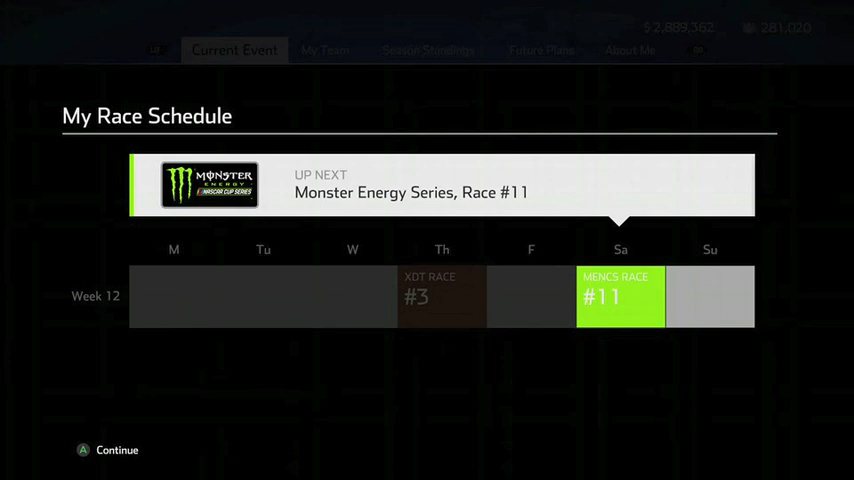 $2,889,362 281,020
LB Current Event My Team Season Standings Future Plans About Me RB
My Race Schedule
MONSTER
ENERGY
NASCAR CUP SERIES
UP NEXT
Monster Energy Series, Race #11
M Tu W Th F Sa Su
Week 12
XDT RACE
#3
MENCS RACE
#11
A Continue